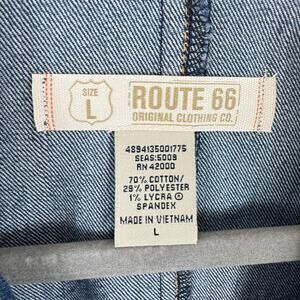 SIZE
L
ROUTE 66
ORIGINAL CLOTHING CO.
4894135001775
SEAS:5009
RN 42000
70% COTTON/
29% POLYESTER
1% LYCRA ®
SPANDEX
MADE IN VIETNAM
L